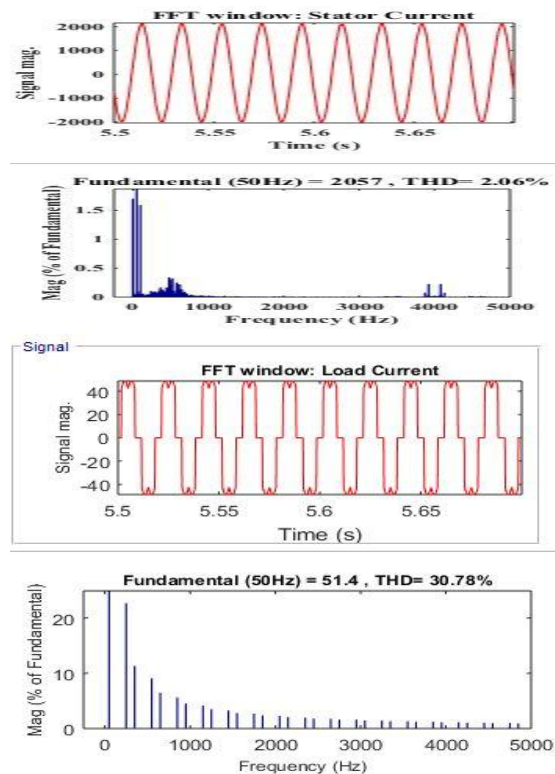 FFT window: Stator Current
Signal mag.
2000
1000
0
-1000
-2000
5.5 5.55 5.6 5.65
Time (s)
Fundamental (50Hz) = 2057 , THD= 2.06%
Mag (% of Fundamental)
1.5
1
0.5
0
0 1000 2000 3000 4000 5000
Frequency (Hz)
Signal
FFT window: Load Current
Signal mag.
40
20
0
-20
-40
5.5 5.55 5.6 5.65
Time (s)
Fundamental (50Hz) = 51.4 , THD= 30.78%
Mag (% of Fundamental)
20
10
0
0 1000 2000 3000 4000 5000
Frequency (Hz)